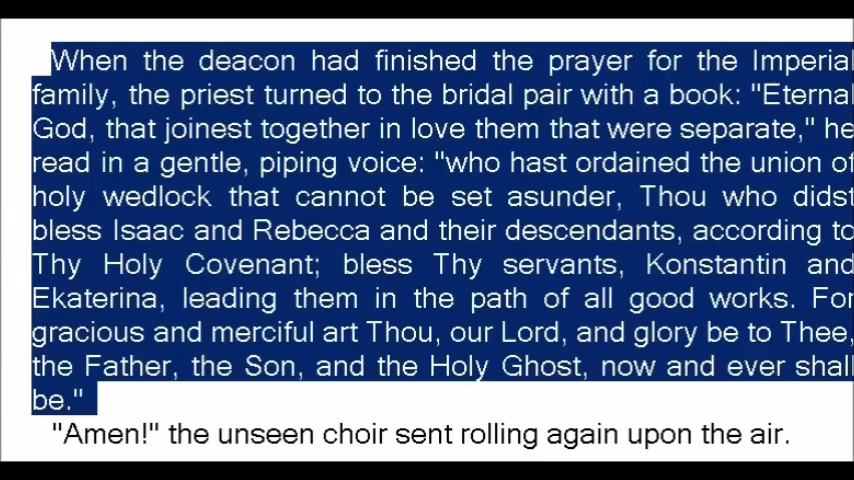 When the deacon had finished the prayer for the Imperial
family, the priest turned to the bridal pair with a book: "Eternal
God, that joinest together in love them that were separate," he
read in a gentle, piping voice: "who hast ordained the union of
holy wedlock that cannot be set asunder, Thou who didst
bless Isaac and Rebecca and their descendants, according to
Thy Holy Covenant; bless Thy servants, Konstantin and
Ekaterina, leading them in the path of all good works. For
gracious and merciful art Thou, our Lord, and glory be to Thee,
the Father, the Son, and the Holy Ghost, now and ever shall
be."
"Amen!" the unseen choir sent rolling again upon the air.